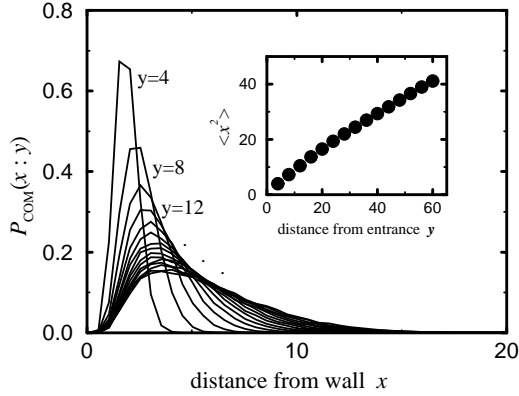 0.8
0.6
0.4
0.2
0.0
P_COM(x : y)
y=4
y=8
y=12
40
20
0
<x²>
0 20 40 60
distance from entrance y
0 10 20
distance from wall x